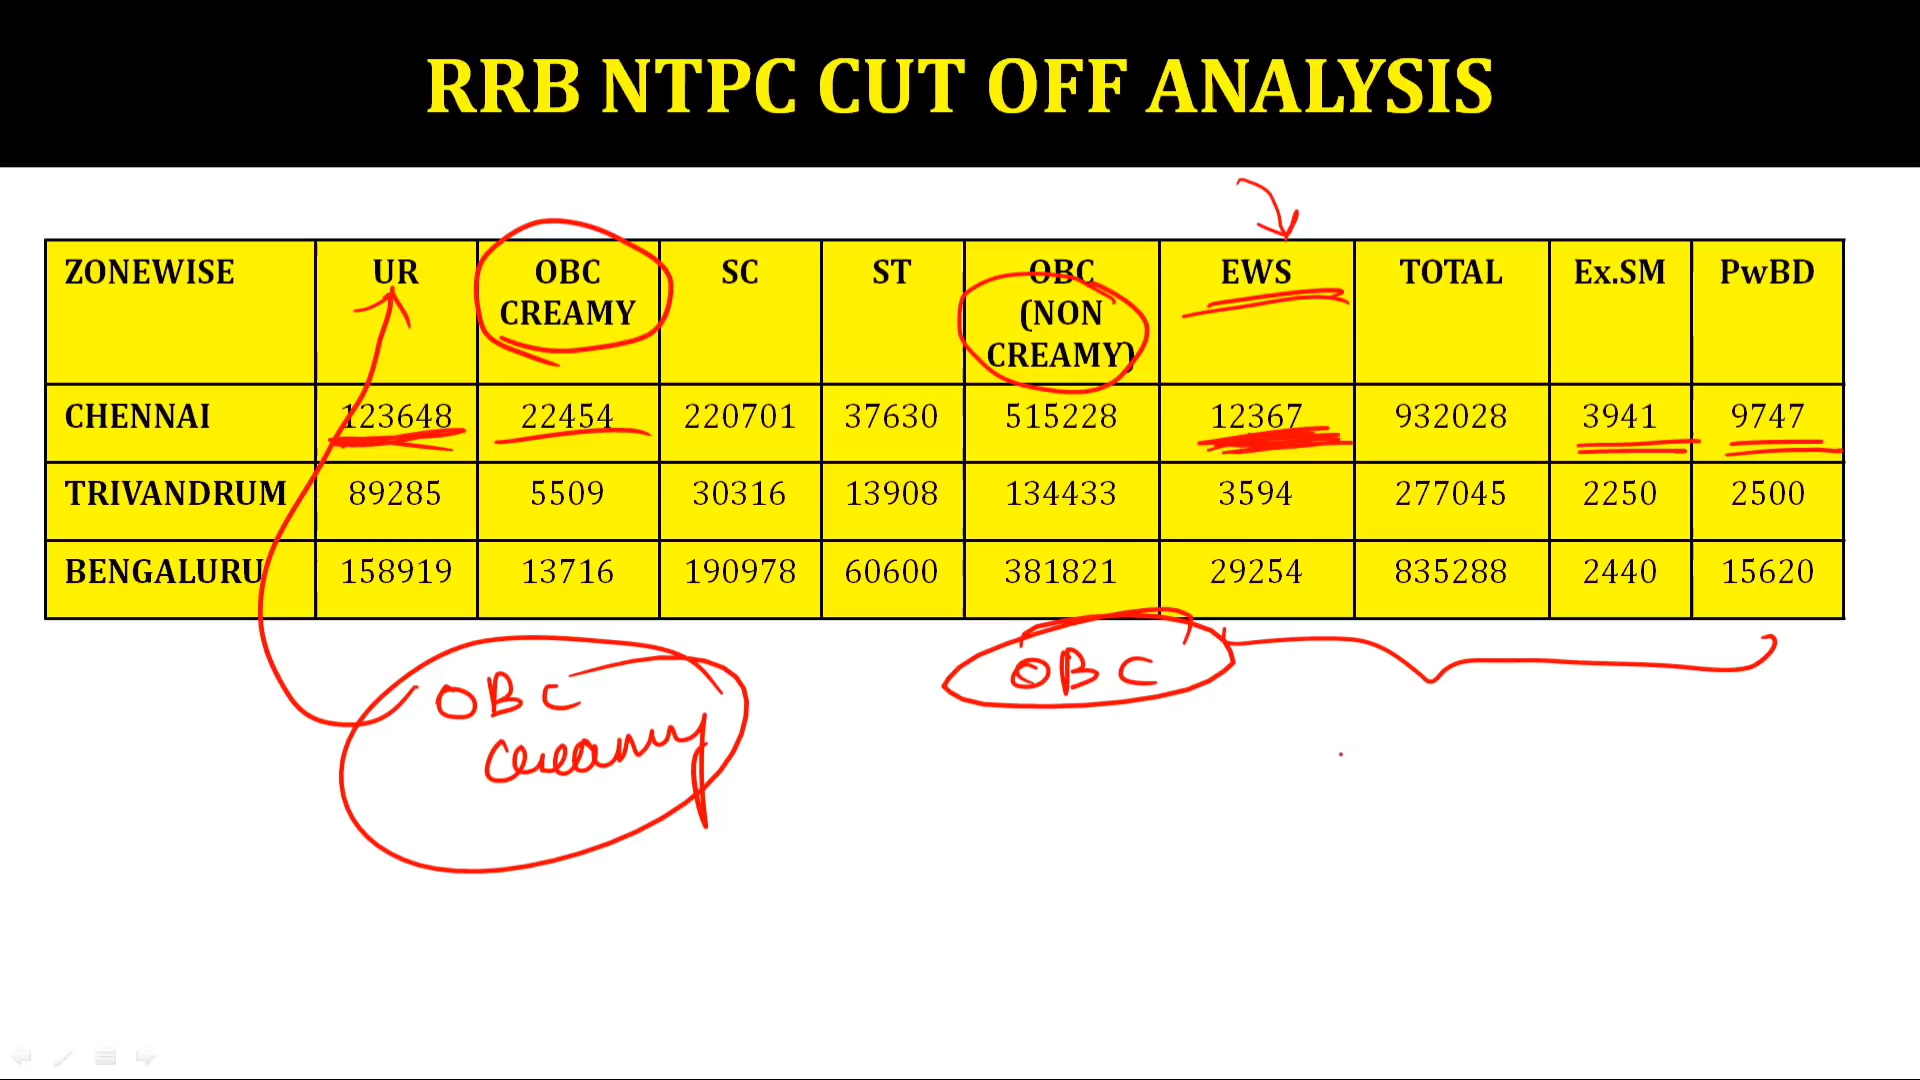 RRB NTPC CUT OFF ANALYSIS
ZONEWISE UR OBC CREAMY SC ST OBC (NON CREAMY) EWS TOTAL Ex.SM PwBD
CHENNAI 123648 22454 220701 37630 515228 12367 932028 3941 9747
TRIVANDRUM 89285 5509 30316 13908 134433 3594 277045 2250 2500
BENGALURU 158919 13716 190978 60600 381821 29254 835288 2440 15620
OBC
creamy
OBC